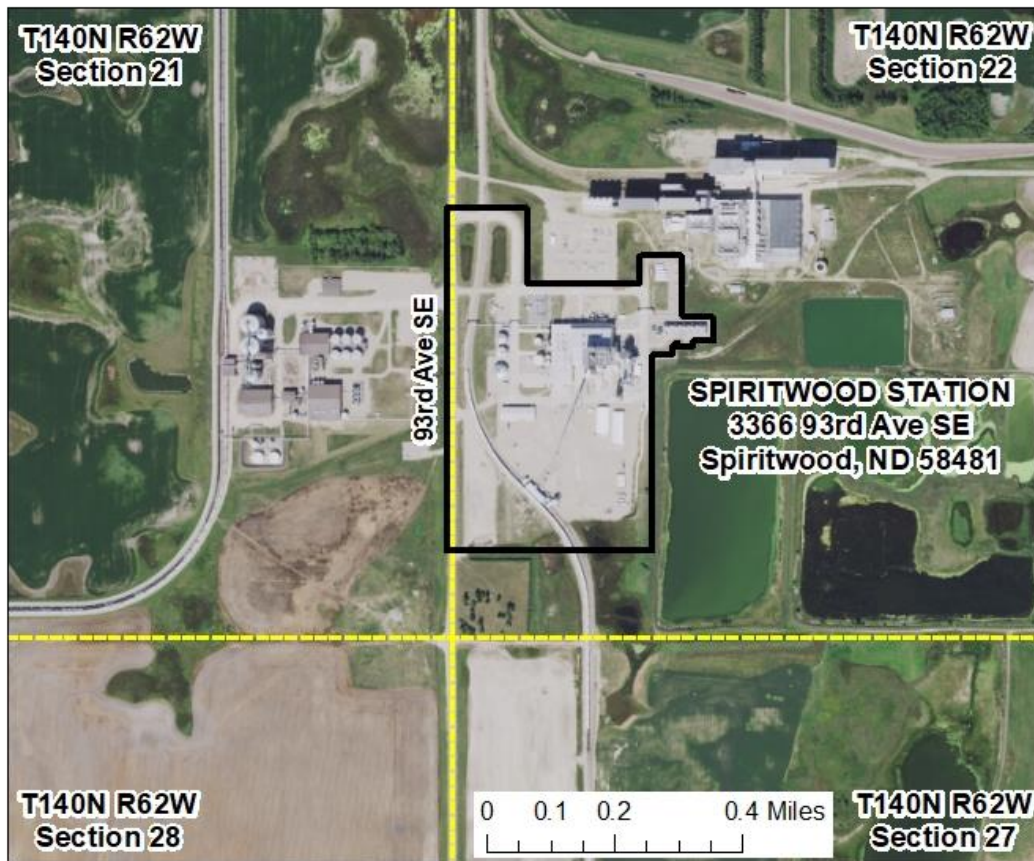 T140N R62W
Section 21
T140N R62W
Section 22
93rd Ave SE
SPIRITWOOD STATION
3366 93rd Ave SE
Spiritwood, ND 58481
T140N R62W
Section 28
0 0.1 0.2 0.4 Miles
T140N R62W
Section 27